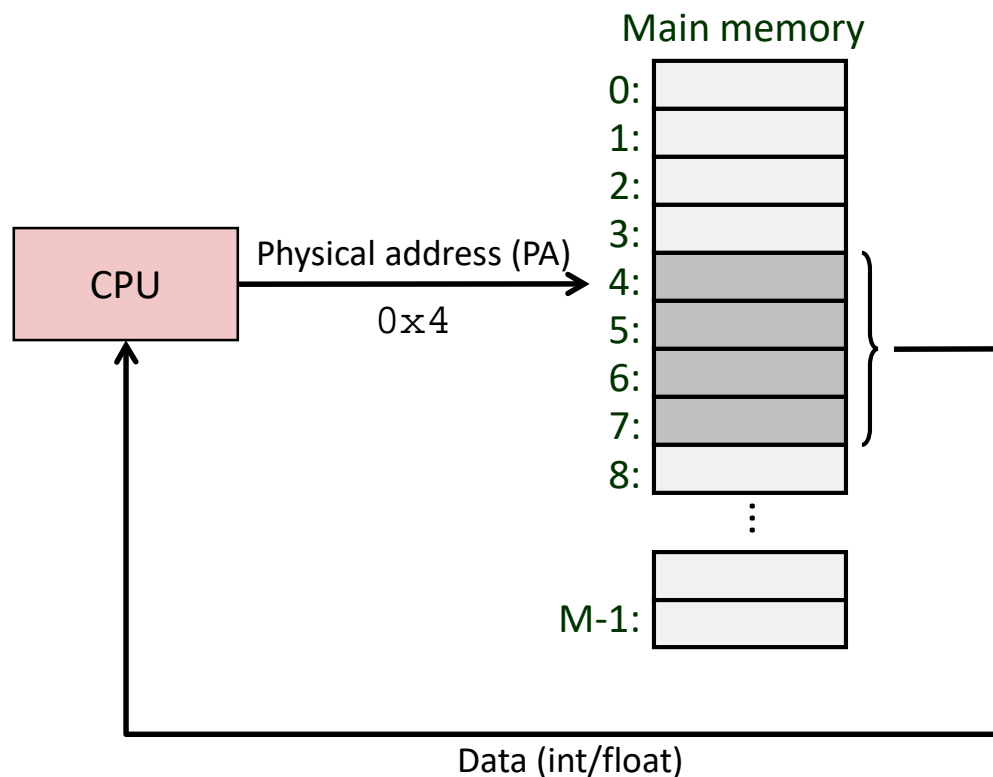 Main memory
0:
1:
2:
3:
CPU
Physical address (PA)
0x4
4:
5:
6:
7:
8:
...
M-1:
Data (int/float)